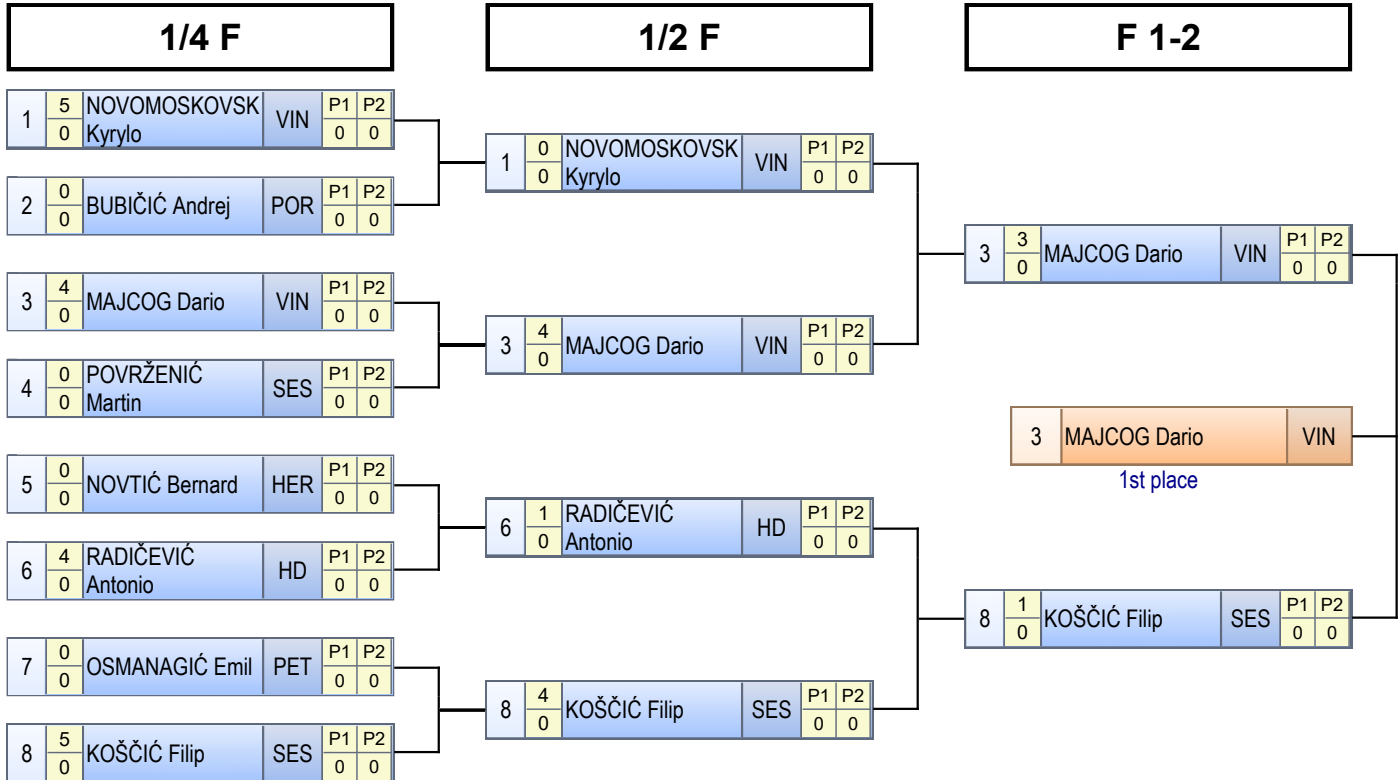 1/4 F
1/2 F
F 1-2
1 5 NOVOMOSKOVSK VIN P1 P2
0 Kyrylo 0 0
2 0 BUBIČIĆ Andrej POR P1 P2
0 0 0
3 4 MAJCOG Dario VIN P1 P2
0 0 0
4 0 POVRŽENIĆ SES P1 P2
0 Martin 0 0
5 0 NOVTIĆ Bernard HER P1 P2
0 0 0
6 4 RADIČEVIĆ HD P1 P2
0 Antonio 0 0
7 0 OSMANAGIĆ Emil PET P1 P2
0 0 0
8 5 KOŠČIĆ Filip SES P1 P2
0 0 0
1 0 NOVOMOSKOVSK VIN P1 P2
0 Kyrylo 0 0
3 4 MAJCOG Dario VIN P1 P2
0 0 0
6 1 RADIČEVIĆ HD P1 P2
0 Antonio 0 0
8 4 KOŠČIĆ Filip SES P1 P2
0 0 0
3 3 MAJCOG Dario VIN P1 P2
0 0 0
3 MAJCOG Dario VIN
1st place
8 1 KOŠČIĆ Filip SES P1 P2
0 0 0